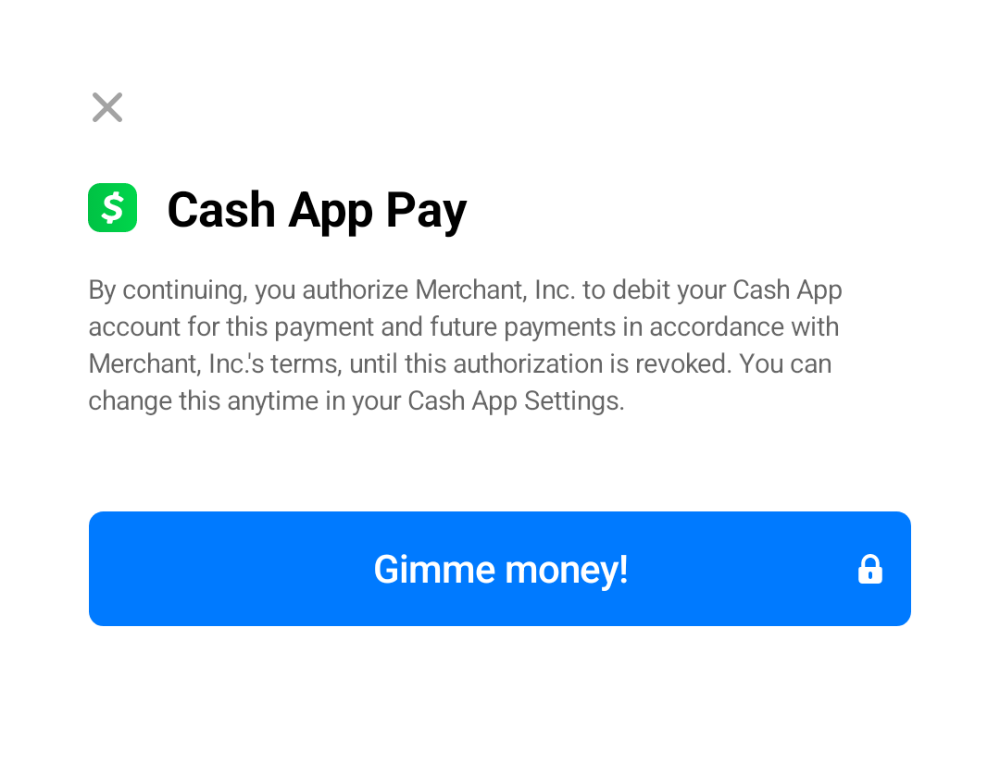 Cash App Pay
By continuing, you authorize Merchant, Inc. to debit your Cash App
account for this payment and future payments in accordance with
Merchant, Inc.'s terms, until this authorization is revoked. You can
change this anytime in your Cash App Settings.
Gimme money!